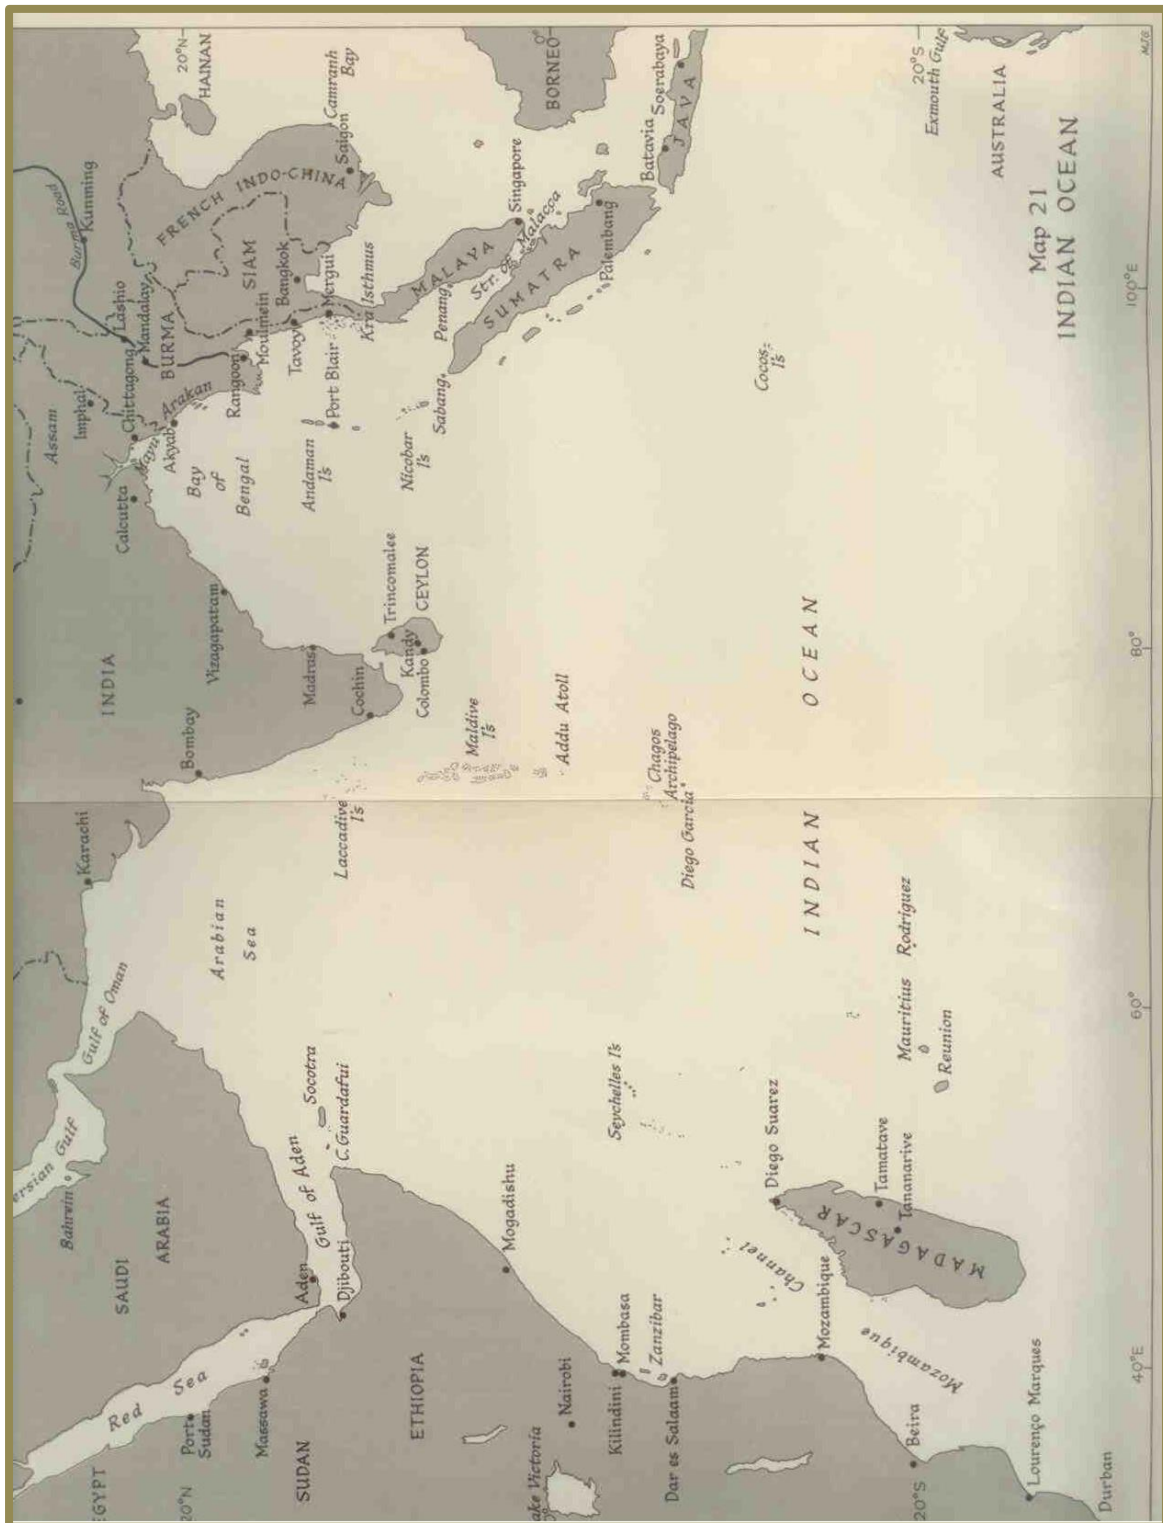 Map 21
INDIAN OCEAN
EGYPT
Red Sea
Port
Sudan
Massawa
SUDAN
20°N
SAUDI
ARABIA
Bahrein
Gulf of Oman
Aden
Gulf of Aden
Socotra
C. Guardafui
Djibouti
ETHIOPIA
Mogadishu
Nairobi
Kilindini
Mombasa
Zanzibar
Dar es Salaam
Seychelles I's
Diego Suarez
Mozambique
Channel
Mozambique
MADAGASCAR
Tamatave
Tananarive
Mauritius
Rodriguez
Reunion
Beira
20°S
Lourenço Marques
Durban
40°E
60°
80°
100°E
Karachi
Arabian
Sea
INDIA
Bombay
Laccadive
I's
Vizagapatam
Madras
Cochin
Trincomalee
Kandy
CEYLON
Colombo
Maldive
I's
Addu Atoll
Chagos
Archipelago
Diego Garcia
INDIAN OCEAN
Cocos
I's
Assam
Imphal
Calcutta
Chittagong
Akyab
Arakan
Bay
of
Bengal
Andaman
I's
Port Blair
Nicobar
I's
Sabang
Burma Road
Kunming
Lashio
Mandalay
BURMA
Rangoon
Moulmein
Tavoy
Mergui
SIAM
Bangkok
FRENCH INDO-CHINA
Saigon
Camranh
Bay
20°N
HAINAN
Kra Isthmus
Penang
MALAYA
Str. of Malacca
Singapore
SUMATRA
Palembang
BORNEO
0°
Batavia
Soerabaya
JAVA
20°S
Exmouth Gulf
AUSTRALIA